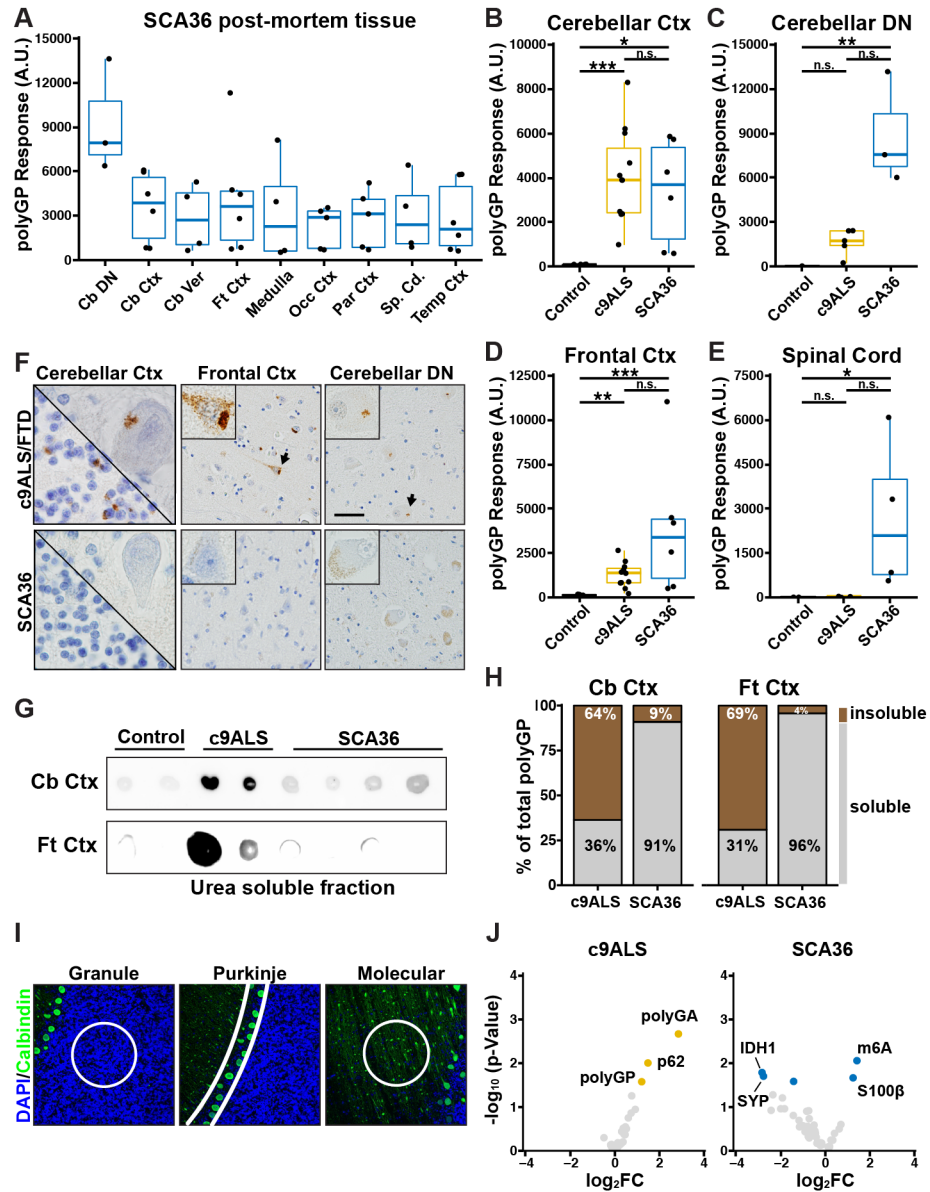 A
SCA36 post-mortem tissue
polyGP Response (A.U.)
15000
12000
9000
6000
3000
0
Cb DN
Cb Ctx
Cb Ver
Ft Ctx
Medulla
Occ Ctx
Par Ctx
Sp. Cd.
Temp Ctx
B
Cerebellar Ctx
polyGP Response (A.U.)
10000
8000
6000
4000
2000
0
*
n.s.
***
Control
c9ALS
SCA36
C
Cerebellar DN
polyGP Response (A.U.)
15000
12000
9000
6000
3000
0
**
n.s.
n.s.
Control
c9ALS
SCA36
D
Frontal Ctx
polyGP Response (A.U.)
12500
10000
7500
5000
2500
0
***
n.s.
**
Control
c9ALS
SCA36
E
Spinal Cord
polyGP Response (A.U.)
7500
6000
4500
3000
1500
0
*
n.s.
n.s.
Control
c9ALS
SCA36
F
Cerebellar Ctx Frontal Ctx Cerebellar DN
c9ALS/FTD
SCA36
G
Control c9ALS SCA36
Cb Ctx
Ft Ctx
Urea soluble fraction
H
Cb Ctx Ft Ctx
% of total polyGP
100
75
50
25
0
64% 9% 69% 4%
36% 91% 31% 96%
insoluble
soluble
c9ALS SCA36 c9ALS SCA36
I
Granule Purkinje Molecular
DAPI/Calbindin
J
c9ALS
-log10 (p-Value)
4
3
2
1
0
polyGA
p62
polyGP
−4 −2 0 2 4
log2FC
SCA36
4
3
2
1
0
IDH1
SYP
m6A
S100β
−4 −2 0 2 4
log2FC